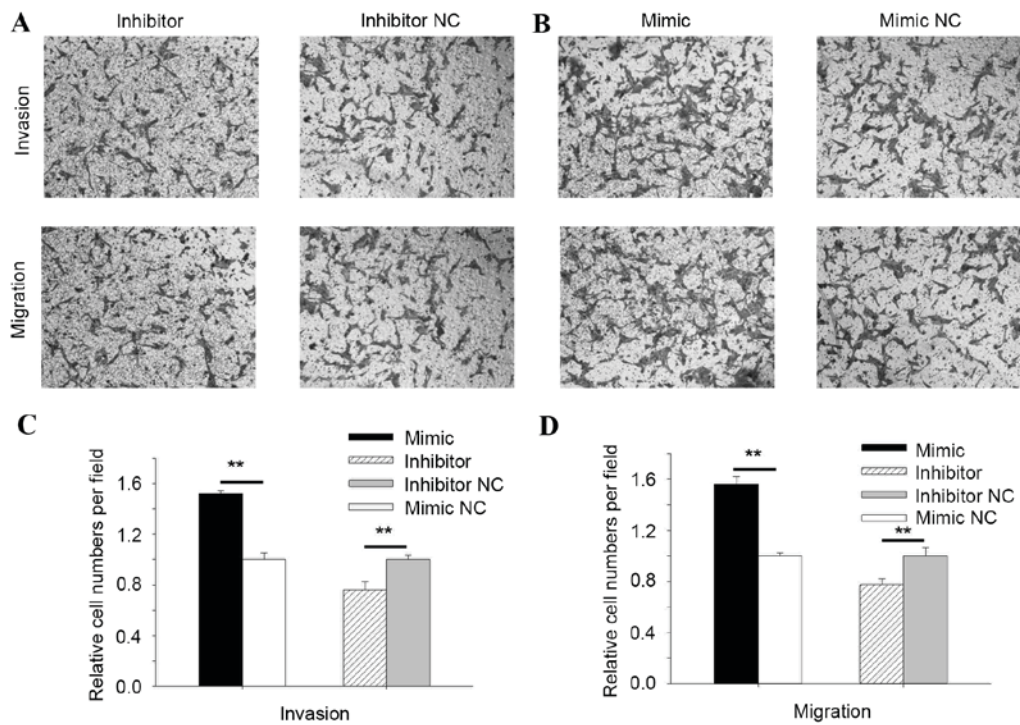 A
Inhibitor
Inhibitor NC
B
Mimic
Mimic NC
Invasion
Migration
C
Mimic
Inhibitor
Inhibitor NC
Mimic NC
Relative cell numbers per field
1.6
1.2
0.8
0.4
0.0
**
**
Invasion
D
Mimic
Inhibitor
Inhibitor NC
Mimic NC
Relative cell numbers per field
1.6
1.2
0.8
0.4
0.0
**
**
Migration